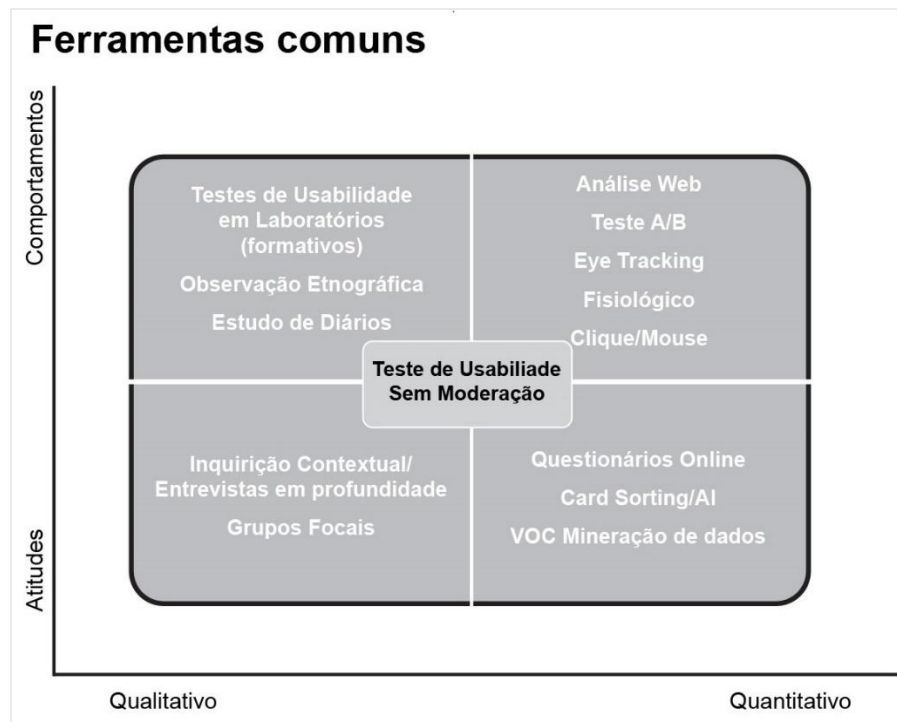 Ferramentas comuns
Comportamentos
Atitudes
Testes de Usabilidade
em Laboratórios
(formativos)
Observação Etnográfica
Estudo de Diários
Análise Web
Teste A/B
Eye Tracking
Fisiológico
Clique/Mouse
Teste de Usabiliade
Sem Moderação
Inquirição Contextual/
Entrevistas em profundidade
Grupos Focais
Questionários Online
Card Sorting/AI
VOC Mineração de dados
Qualitativo
Quantitativo